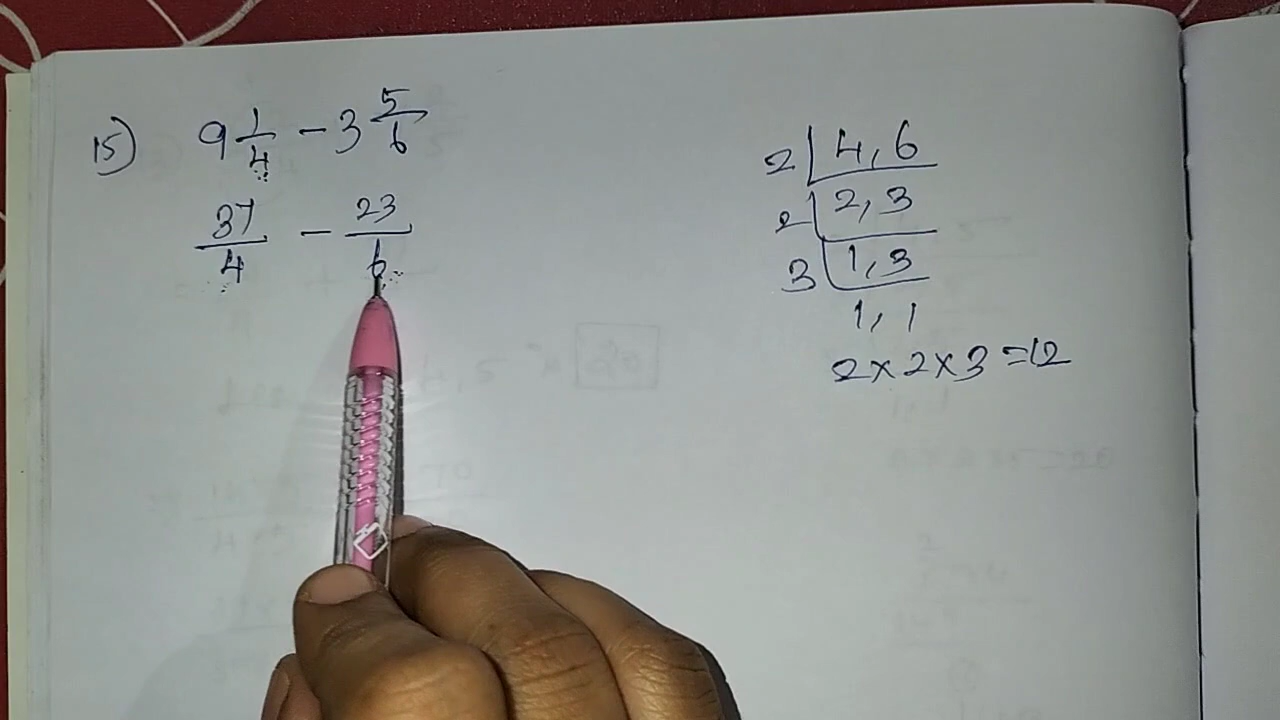 15) 9 1/4 - 3 5/6
37/4 - 23/6
2 | 4, 6
2 | 2, 3
3 | 1, 3
1, 1
2 × 2 × 3 = 12